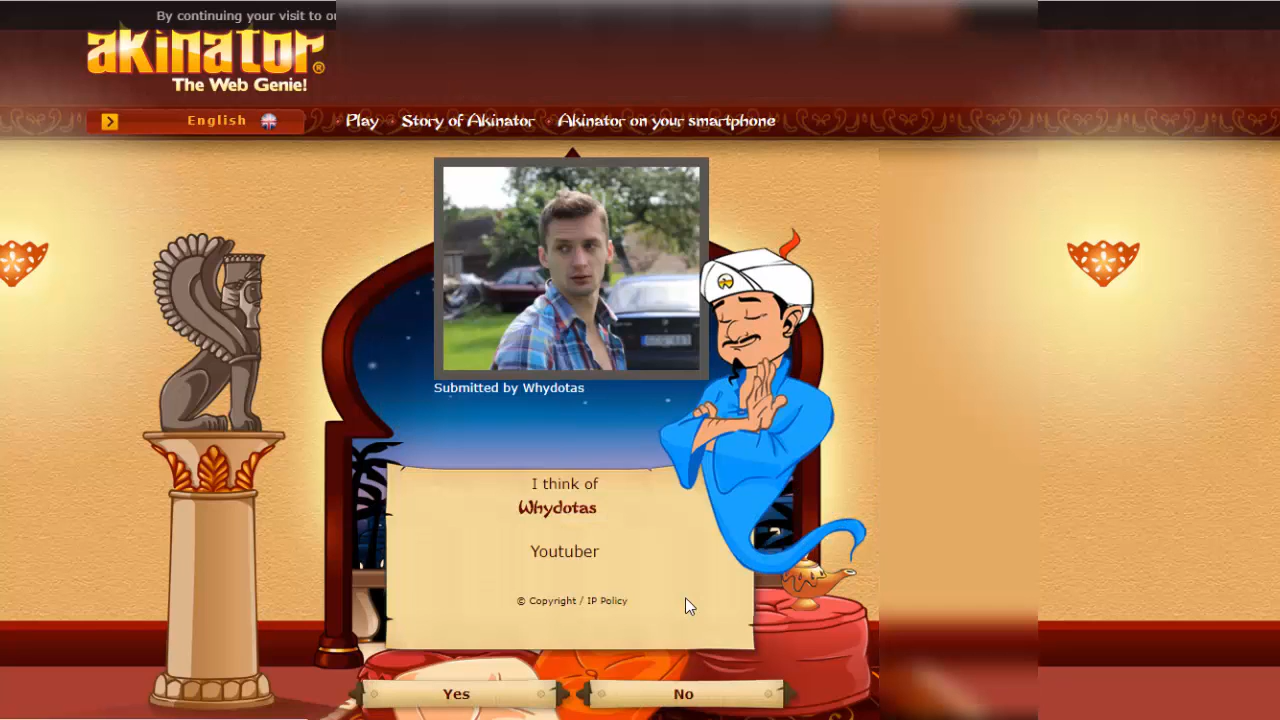 By continuing your visit to
akinator®
The Web Genie!
English
Play · Story of Akinator · Akinator on your smartphone
Submitted by Whydotas
I think of
Whydotas
Youtuber
© Copyright / IP Policy
Yes
No